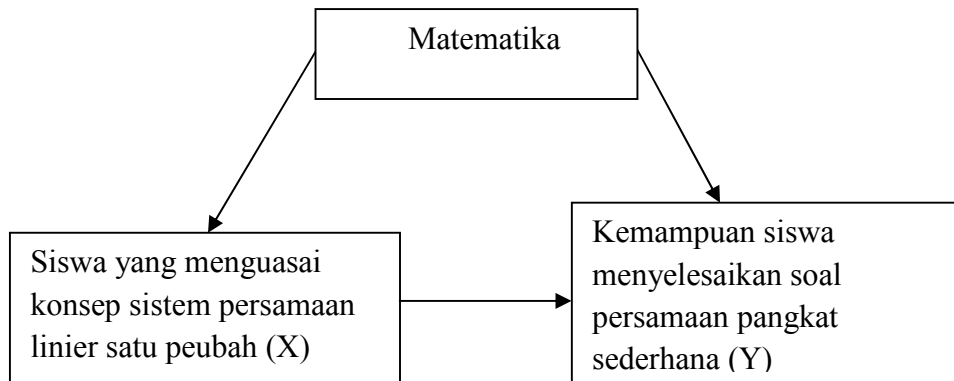 Matematika
Siswa yang menguasai
konsep sistem persamaan
linier satu peubah (X)
Kemampuan siswa
menyelesaikan soal
persamaan pangkat
sederhana (Y)